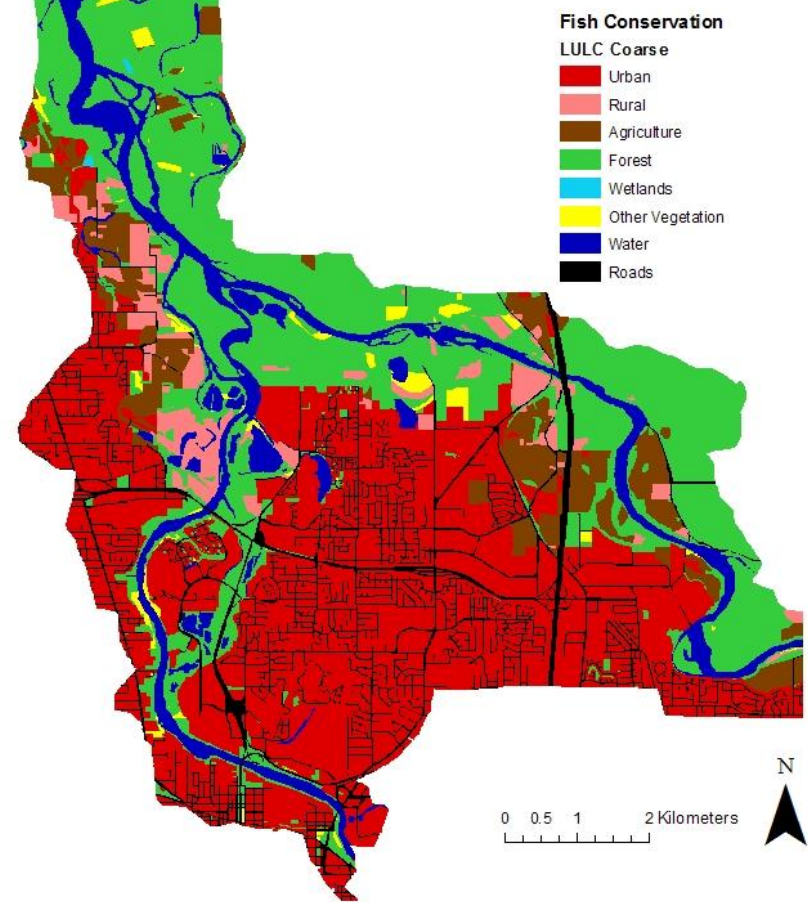 Fish Conservation
LULC Coarse
Urban
Rural
Agriculture
Forest
Wetlands
Other Vegetation
Water
Roads
N
0 0.5 1 2 Kilometers